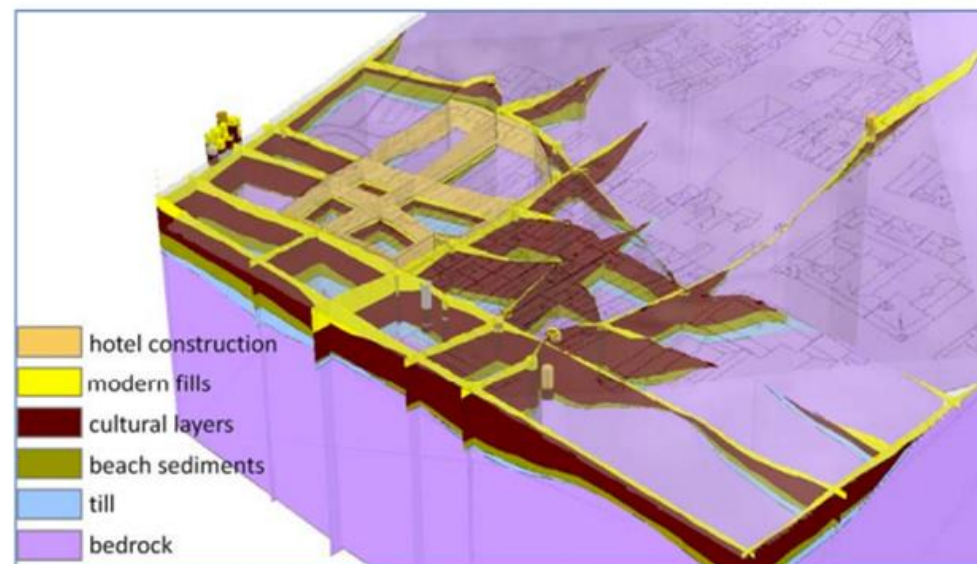 hotel construction
modern fills
cultural layers
beach sediments
till
bedrock